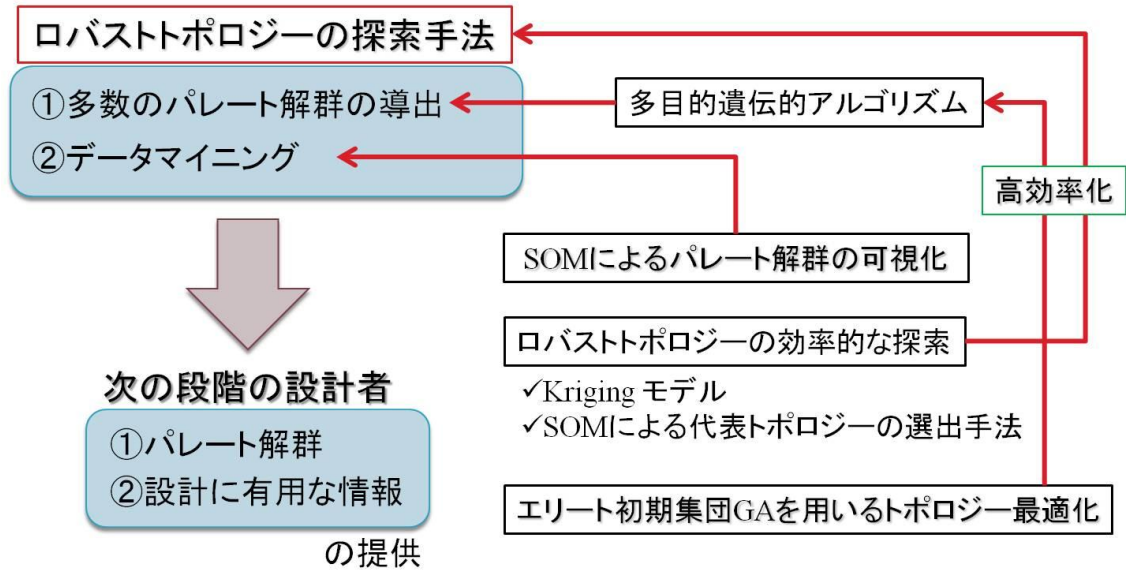 ロバストトポロジーの探索手法
①多数のパレート解群の導出
②データマイニング
多目的遺伝的アルゴリズム
高効率化
SOMによるパレート解群の可視化
ロバストトポロジーの効率的な探索
✓Kriging モデル
✓SOMによる代表トポロジーの選出手法
エリート初期集団GAを用いるトポロジー最適化
次の段階の設計者
①パレート解群
②設計に有用な情報
の提供